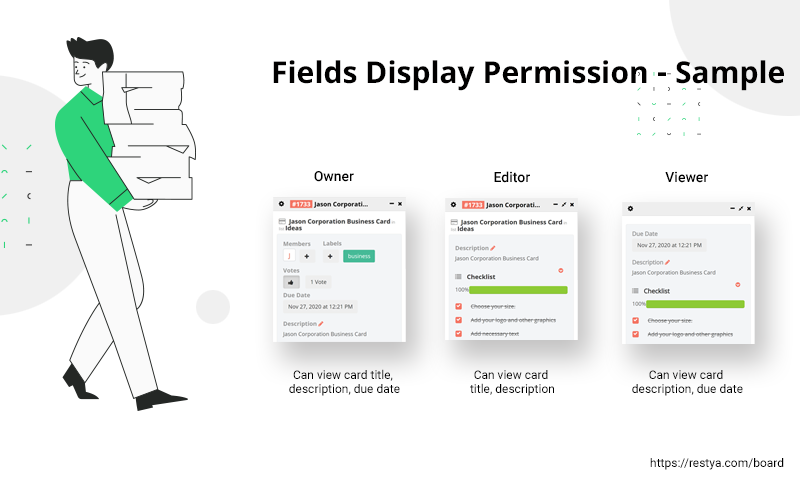 Fields Display Permission - Sample
Owner
#1733 Jason Corporati...
Jason Corporation Business Card
Ideas
Members
Labels
J
business
Votes
1 Vote
Due Date
Nov 27, 2020 at 12:21 PM
Description
Jason Corporation Business Card
Can view card title,
description, due date
Editor
#1733 Jason Corporati...
Jason Corporation Business Card
Ideas
Description
Jason Corporation Business Card
Checklist
100%
Choose your size.
Add your logo and other graphics
Add necessary text
Can view card
title, description
Viewer
Due Date
Nov 27, 2020 at 12:21 PM
Description
Jason Corporation Business Card
Checklist
100%
Choose your size.
Add your logo and other graphics
Can view card
description, due date
https://restya.com/board